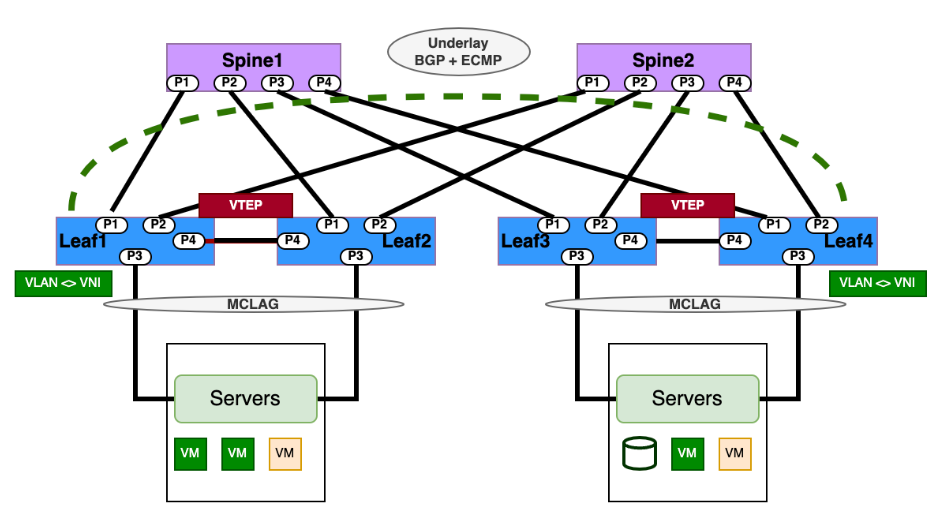 Underlay
BGP + ECMP
Spine1
Spine2
P1
P2
P3
P4
P1
P2
P3
P4
VTEP
VTEP
P1
P2
P1
P2
P1
P2
P1
P2
Leaf1
P4
P4
Leaf2
Leaf3
P4
P4
Leaf4
P3
P3
P3
P3
VLAN <> VNI
VLAN <> VNI
MCLAG
MCLAG
Servers
Servers
VM
VM
VM
VM
VM